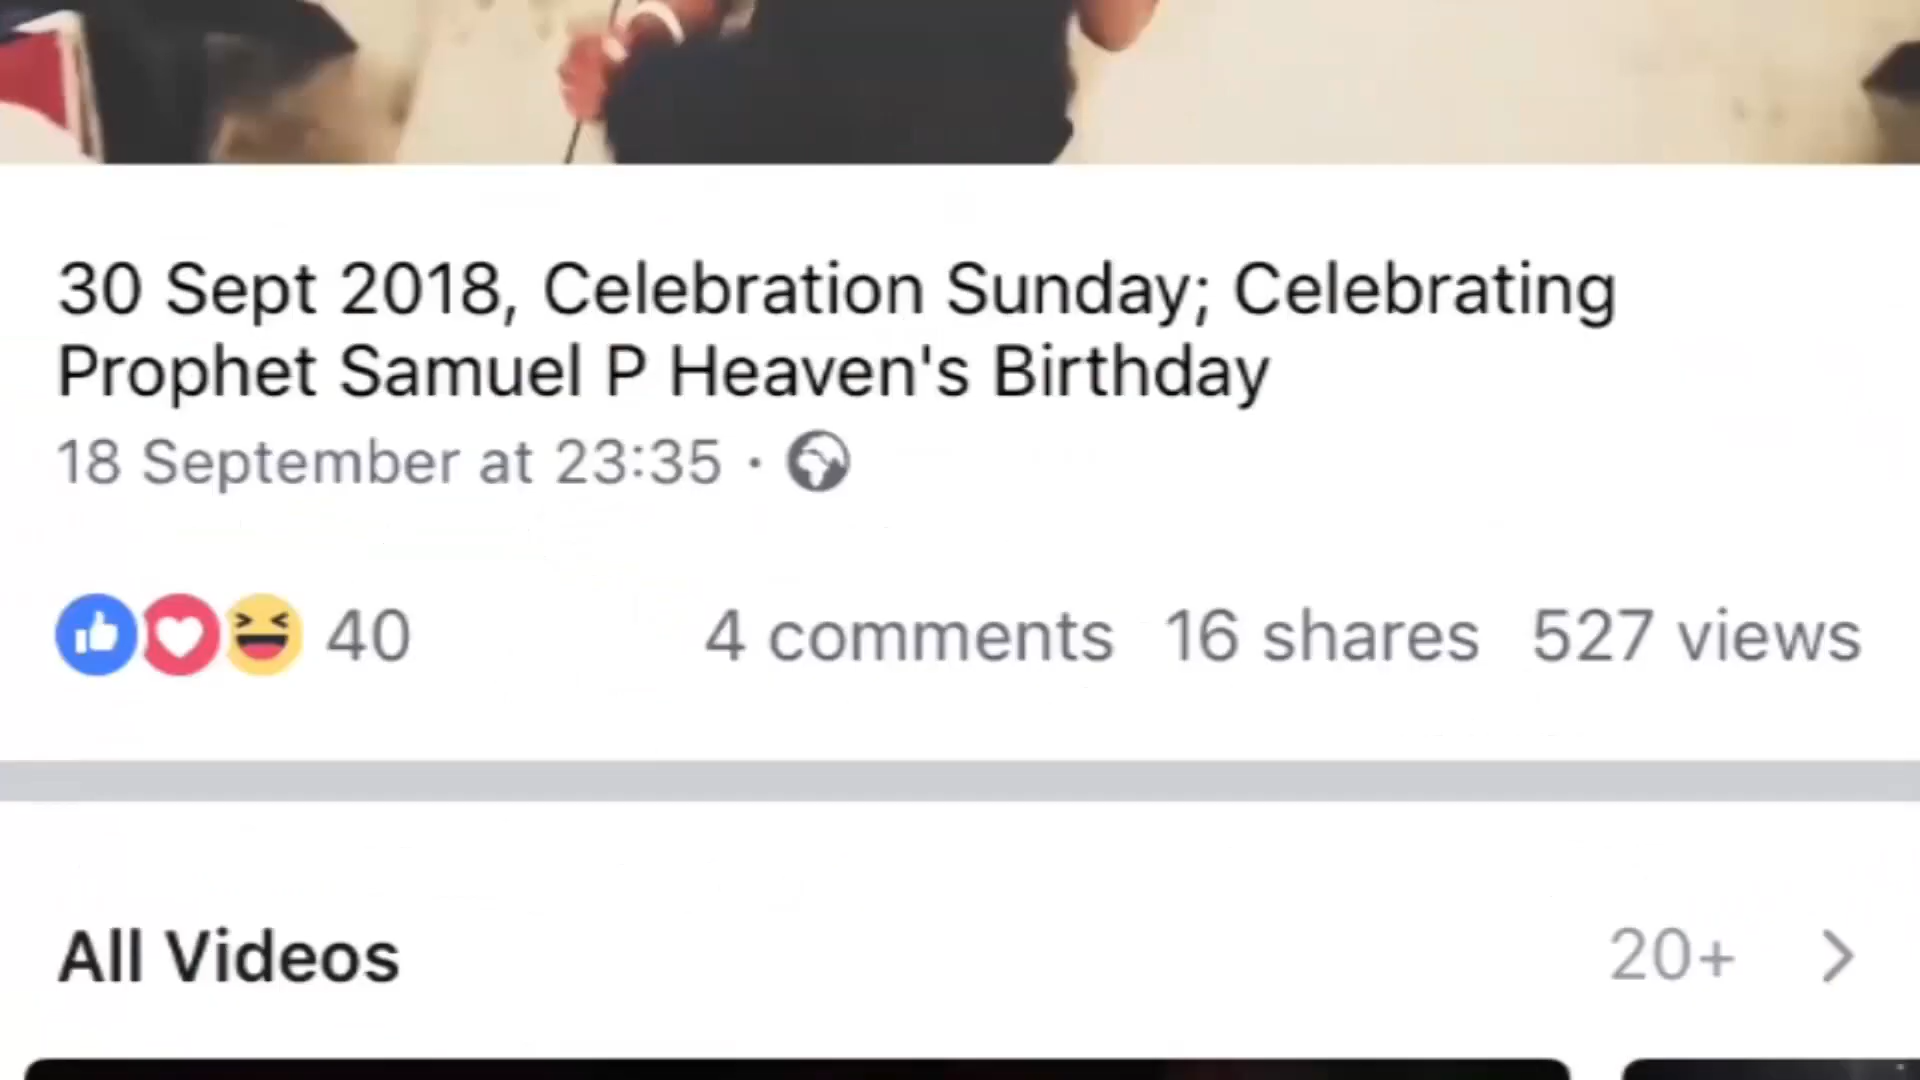 30 Sept 2018, Celebration Sunday; Celebrating
Prophet Samuel P Heaven's Birthday
18 September at 23:35 ·
40 4 comments 16 shares 527 views
All Videos 20+